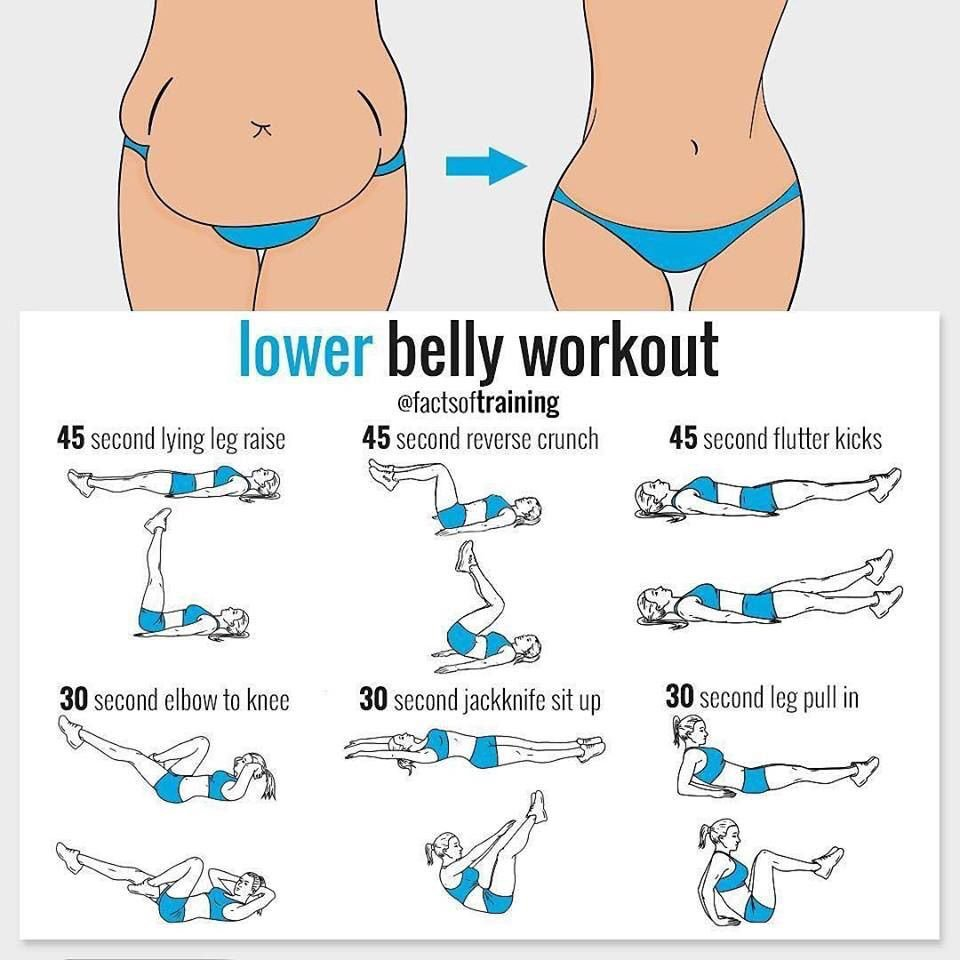 lower belly workout
@factsoftraining
45 second lying leg raise
45 second reverse crunch
45 second flutter kicks
30 second elbow to knee
30 second jackknife sit up
30 second leg pull in